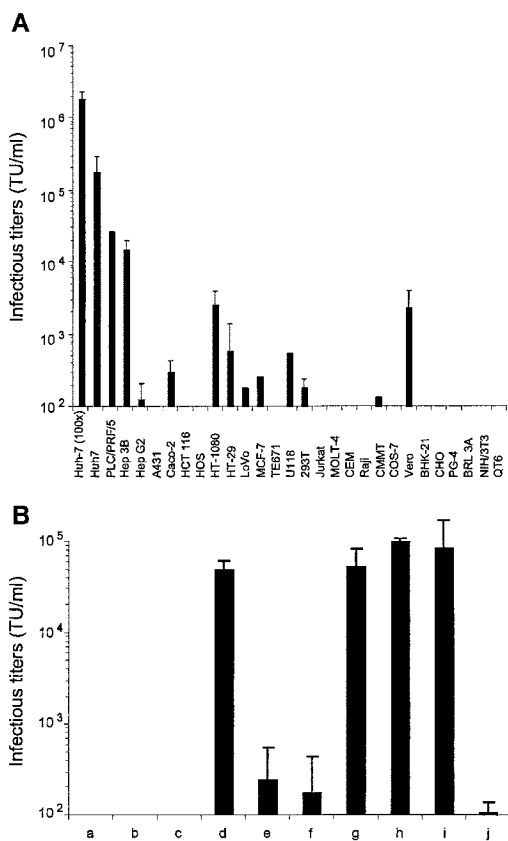 A
Infectious titers (TU/ml)
10^7
10^6
10^5
10^4
10^3
10^2
Huh-7 (100x)
Huh7
PLC/PRF/5
Hep 3B
Hep G2
A431
Caco-2
HCT 116
HOS
HT-1080
HT-29
LoVo
MCF-7
TE671
U118
293T
Jurkat
MOLT-4
CEM
Raji
CMMT
COS-7
Vero
BHK-21
CHO
PG-4
BRL 3A
NIH/3T3
QT6
B
Infectious titers (TU/ml)
10^5
10^4
10^3
10^2
a b c d e f g h i j